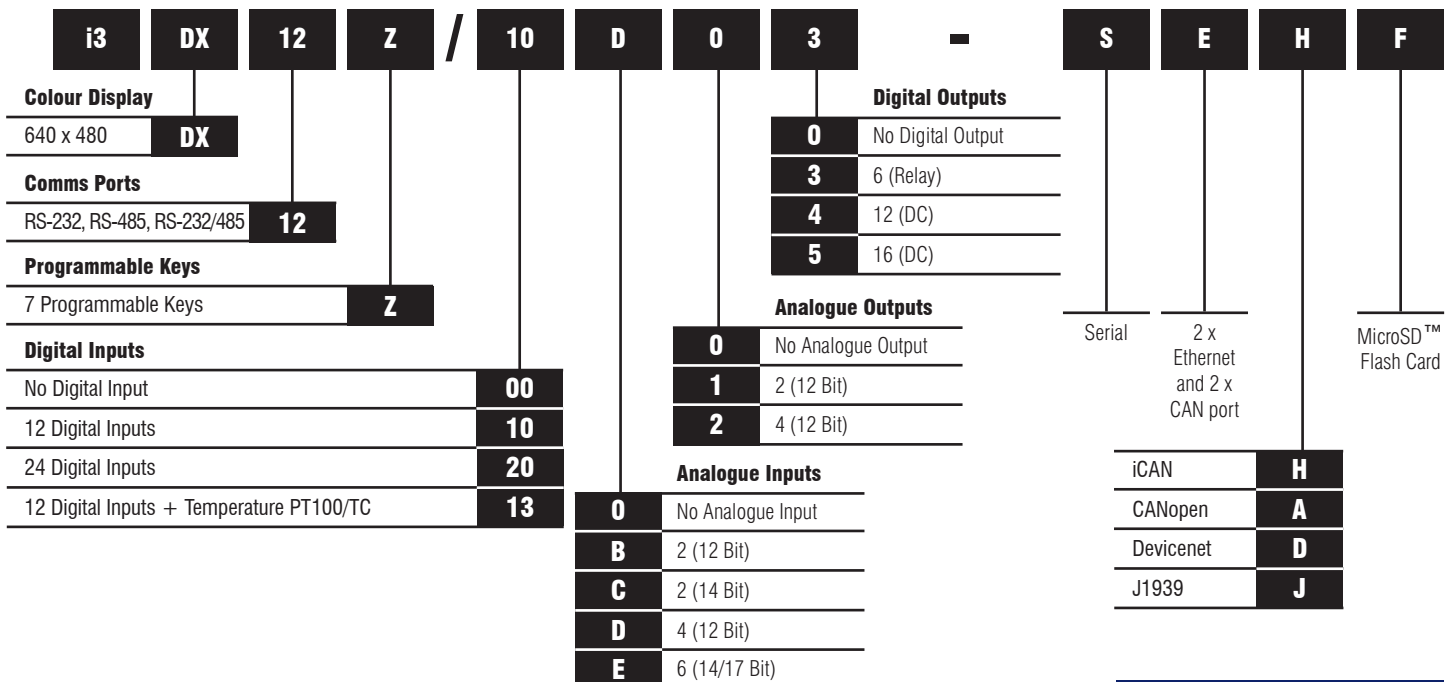 i3 DX 12 Z / 10 D 0 3 - S E H F
Colour Display
640 x 480 DX
Comms Ports
RS-232, RS-485, RS-232/485 12
Programmable Keys
7 Programmable Keys Z
Digital Inputs
No Digital Input 00
12 Digital Inputs 10
24 Digital Inputs 20
12 Digital Inputs + Temperature PT100/TC 13
Digital Outputs
0 No Digital Output
3 6 (Relay)
4 12 (DC)
5 16 (DC)
Analogue Outputs
0 No Analogue Output
1 2 (12 Bit)
2 4 (12 Bit)
Analogue Inputs
0 No Analogue Input
B 2 (12 Bit)
C 2 (14 Bit)
D 4 (12 Bit)
E 6 (14/17 Bit)
Serial
2 x
Ethernet
and 2 x
CAN port
MicroSD™
Flash Card
iCAN H
CANopen A
Devicenet D
J1939 J